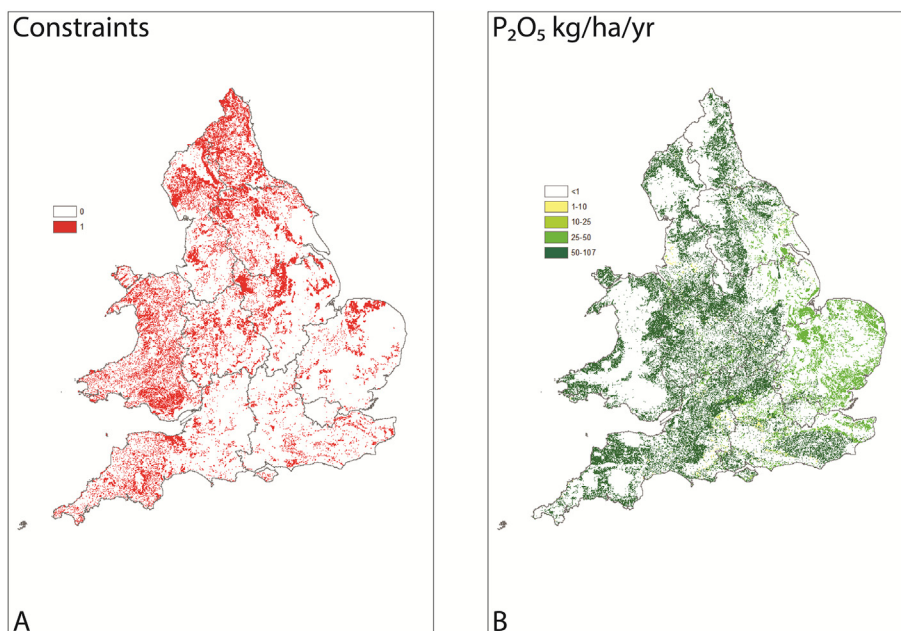 Constraints
0
1
A
P₂O₅ kg/ha/yr
<1
1-10
10-25
25-50
50-107
B